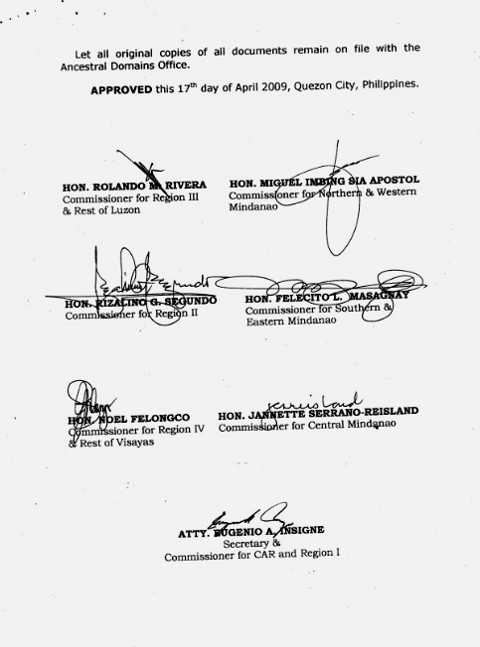 Let all original copies of all documents remain on file with the
Ancestral Domains Office.
APPROVED this 17th day of April 2009, Quezon City, Philippines.
HON. ROLANDO M. RIVERA
Commissioner for Region III
& Rest of Luzon
HON. MIGUEL IMBING SIA APOSTOL
Commissioner for Northern & Western
Mindanao
HON. RIZALINO G. SEGUNDO
Commissioner for Region II
HON. FELECITO L. MASAGNAY
Commissioner for Southern &
Eastern Mindanao
HON. NOEL FELONGCO
Commissioner for Region IV
& Rest of Visayas
HON. JANNETTE SERRANO-REISLAND
Commissioner for Central Mindanao
ATTY. EUGENIO A. INSIGNE
Secretary &
Commissioner for CAR and Region I